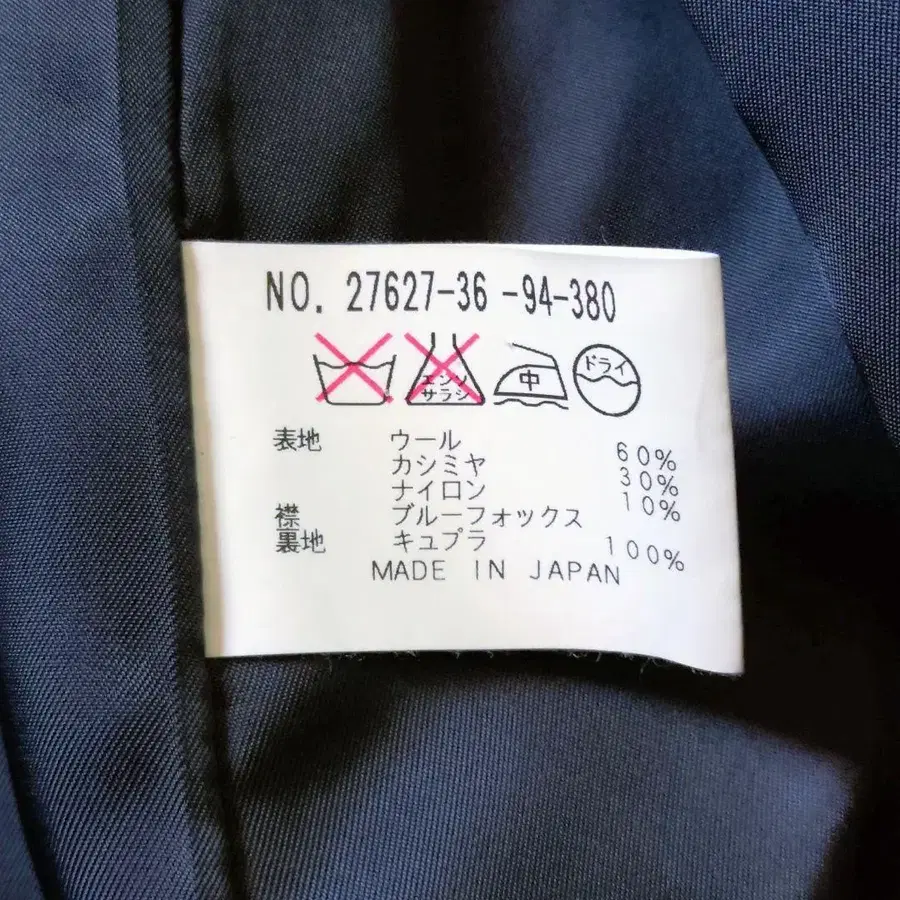 NO. 27627-36 -94-380
エンソ
サラシ
中
ドライ
表地 ウール 60%
カシミヤ 30%
ナイロン 10%
襟 ブルーフォックス
裏地 キュプラ 100%
MADE IN JAPAN